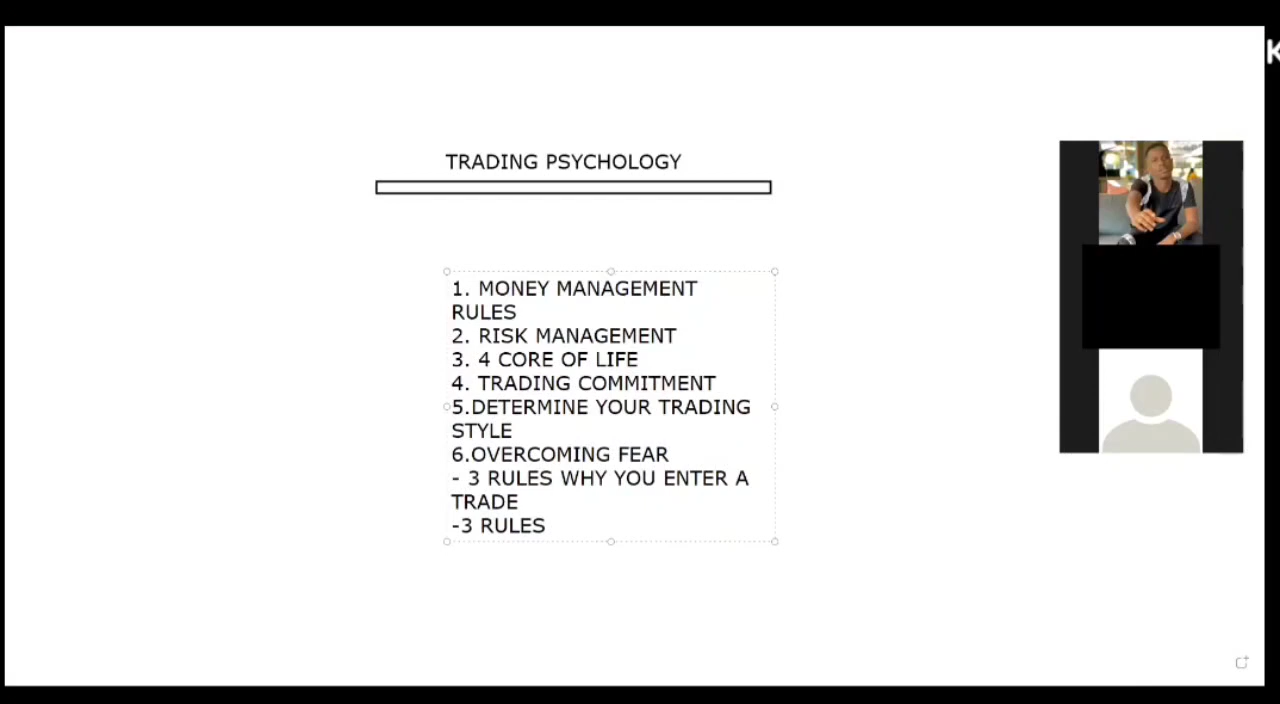 K
TRADING PSYCHOLOGY
1. MONEY MANAGEMENT
RULES
2. RISK MANAGEMENT
3. 4 CORE OF LIFE
4. TRADING COMMITMENT
5.DETERMINE YOUR TRADING
STYLE
6.OVERCOMING FEAR
- 3 RULES WHY YOU ENTER A
TRADE
-3 RULES